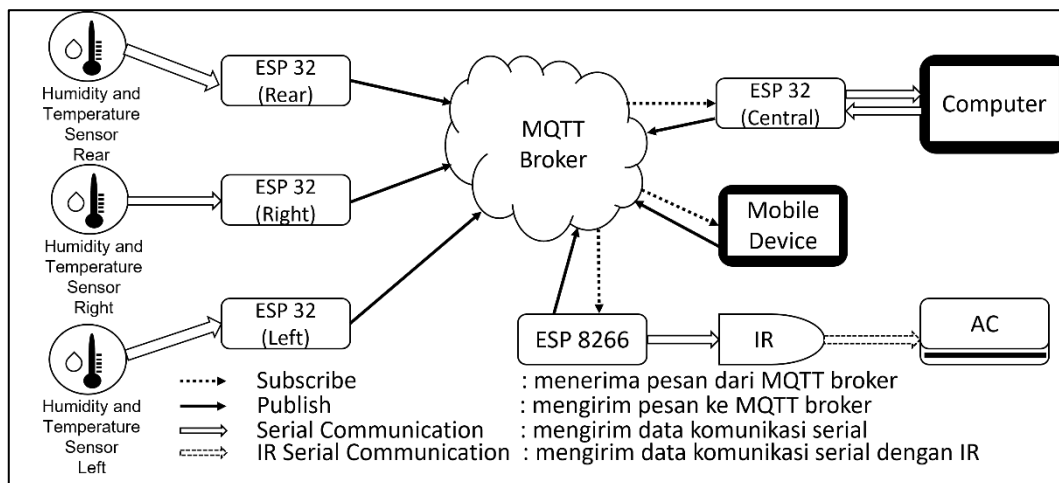 Humidity and
Temperature
Sensor
Rear
ESP 32
(Rear)
Humidity and
Temperature
Sensor
Right
ESP 32
(Right)
Humidity and
Temperature
Sensor
Left
ESP 32
(Left)
MQTT
Broker
ESP 32
(Central)
Computer
Mobile
Device
ESP 8266
IR
AC
Subscribe : menerima pesan dari MQTT broker
Publish : mengirim pesan ke MQTT broker
Serial Communication : mengirim data komunikasi serial
IR Serial Communication : mengirim data komunikasi serial dengan IR